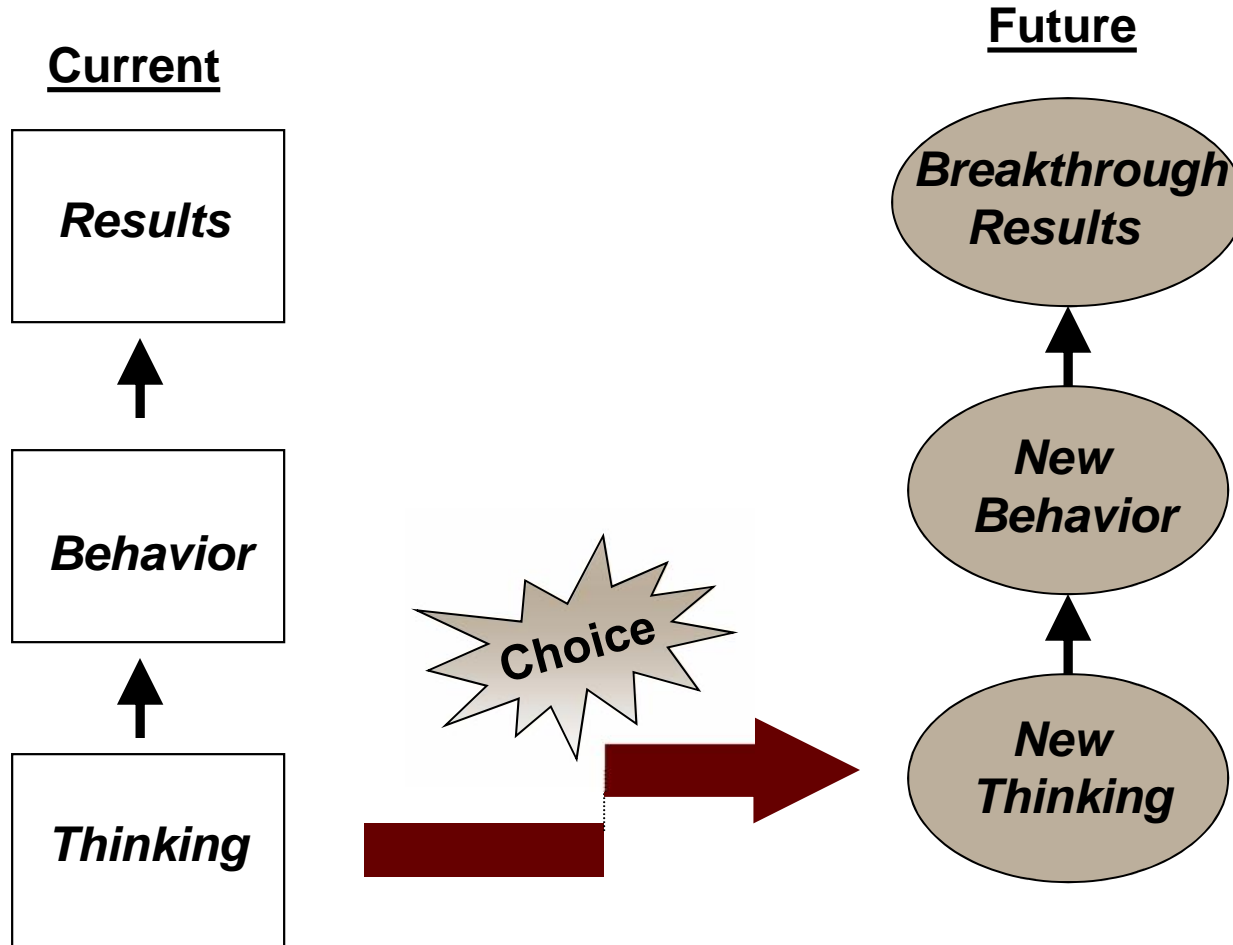 Current
Results
Behavior
Thinking
Choice
Future
Breakthrough
Results
New
Behavior
New
Thinking